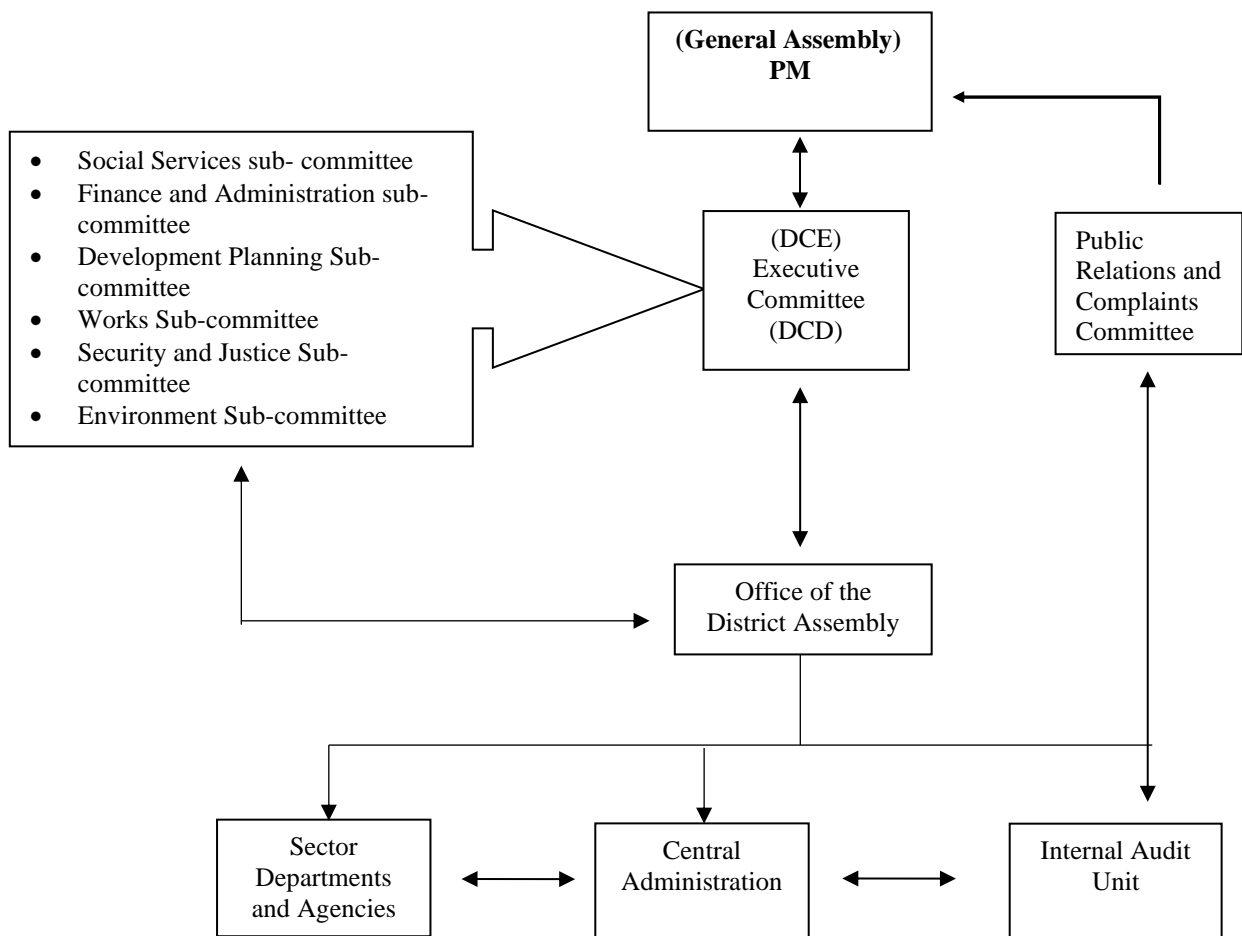 (General Assembly)
PM
• Social Services sub- committee
• Finance and Administration sub-
committee
• Development Planning Sub-
committee
• Works Sub-committee
• Security and Justice Sub-
committee
• Environment Sub-committee
(DCE)
Executive
Committee
(DCD)
Public
Relations and
Complaints
Committee
Office of the
District Assembly
Sector
Departments
and Agencies
Central
Administration
Internal Audit
Unit